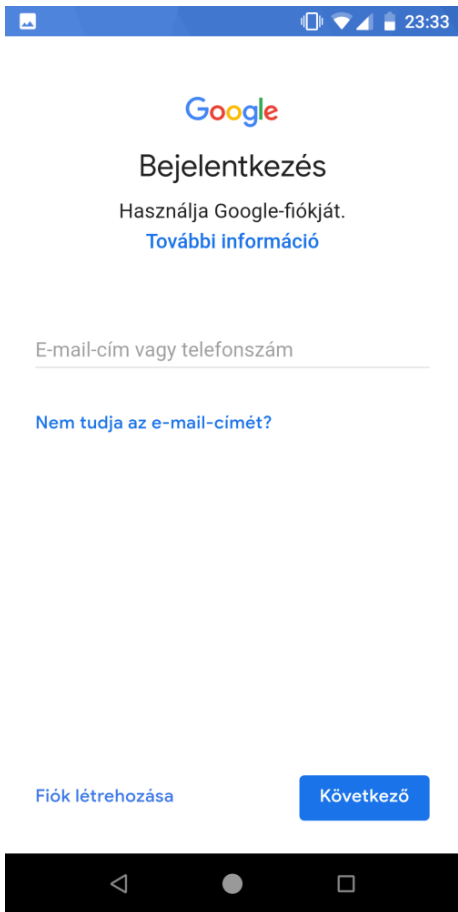 23:33
Google
Bejelentkezés
Használja Google-fiókját.
További információ
E-mail-cím vagy telefonszám
Nem tudja az e-mail-címét?
Fiók létrehozása
Következő